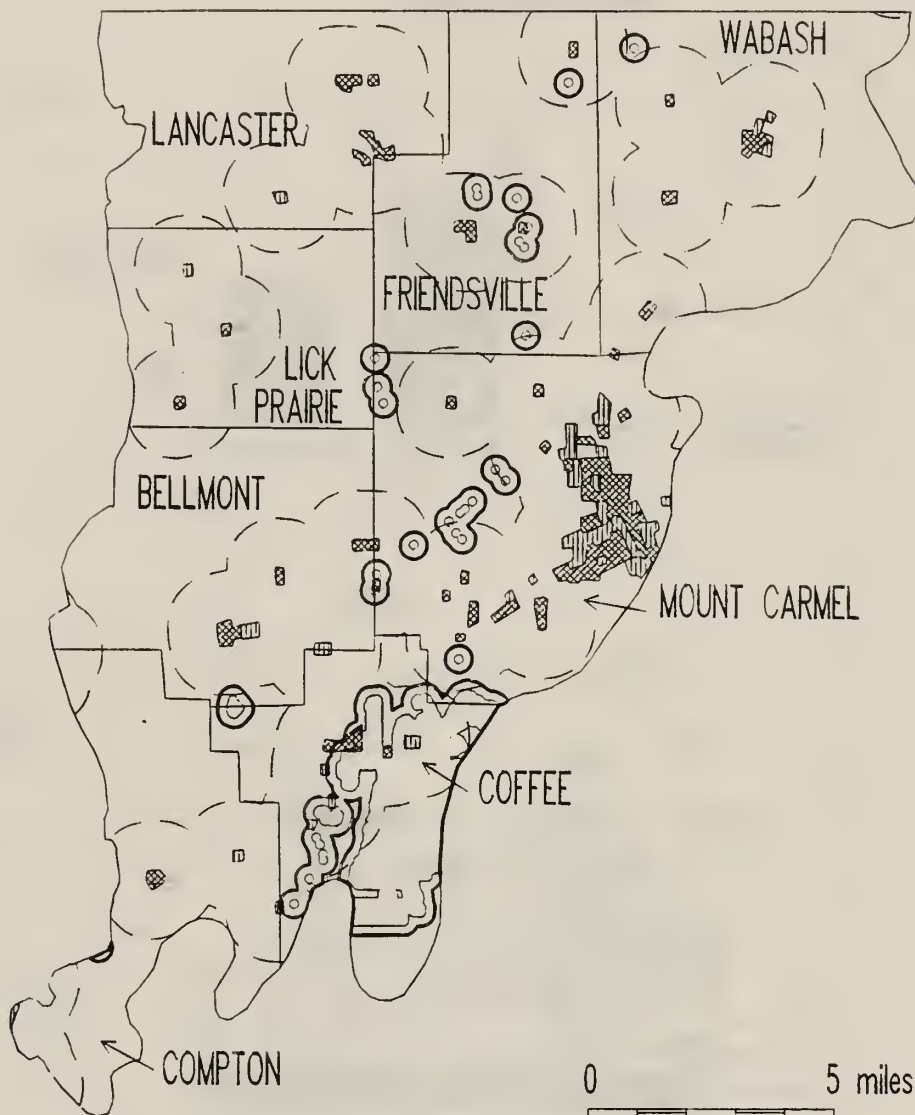 WABASH
LANCASTER
FRIENDSVILLE
LICK
PRAIRIE
BELLMONT
MOUNT CARMEL
COFFEE
COMPTON
0 5 miles